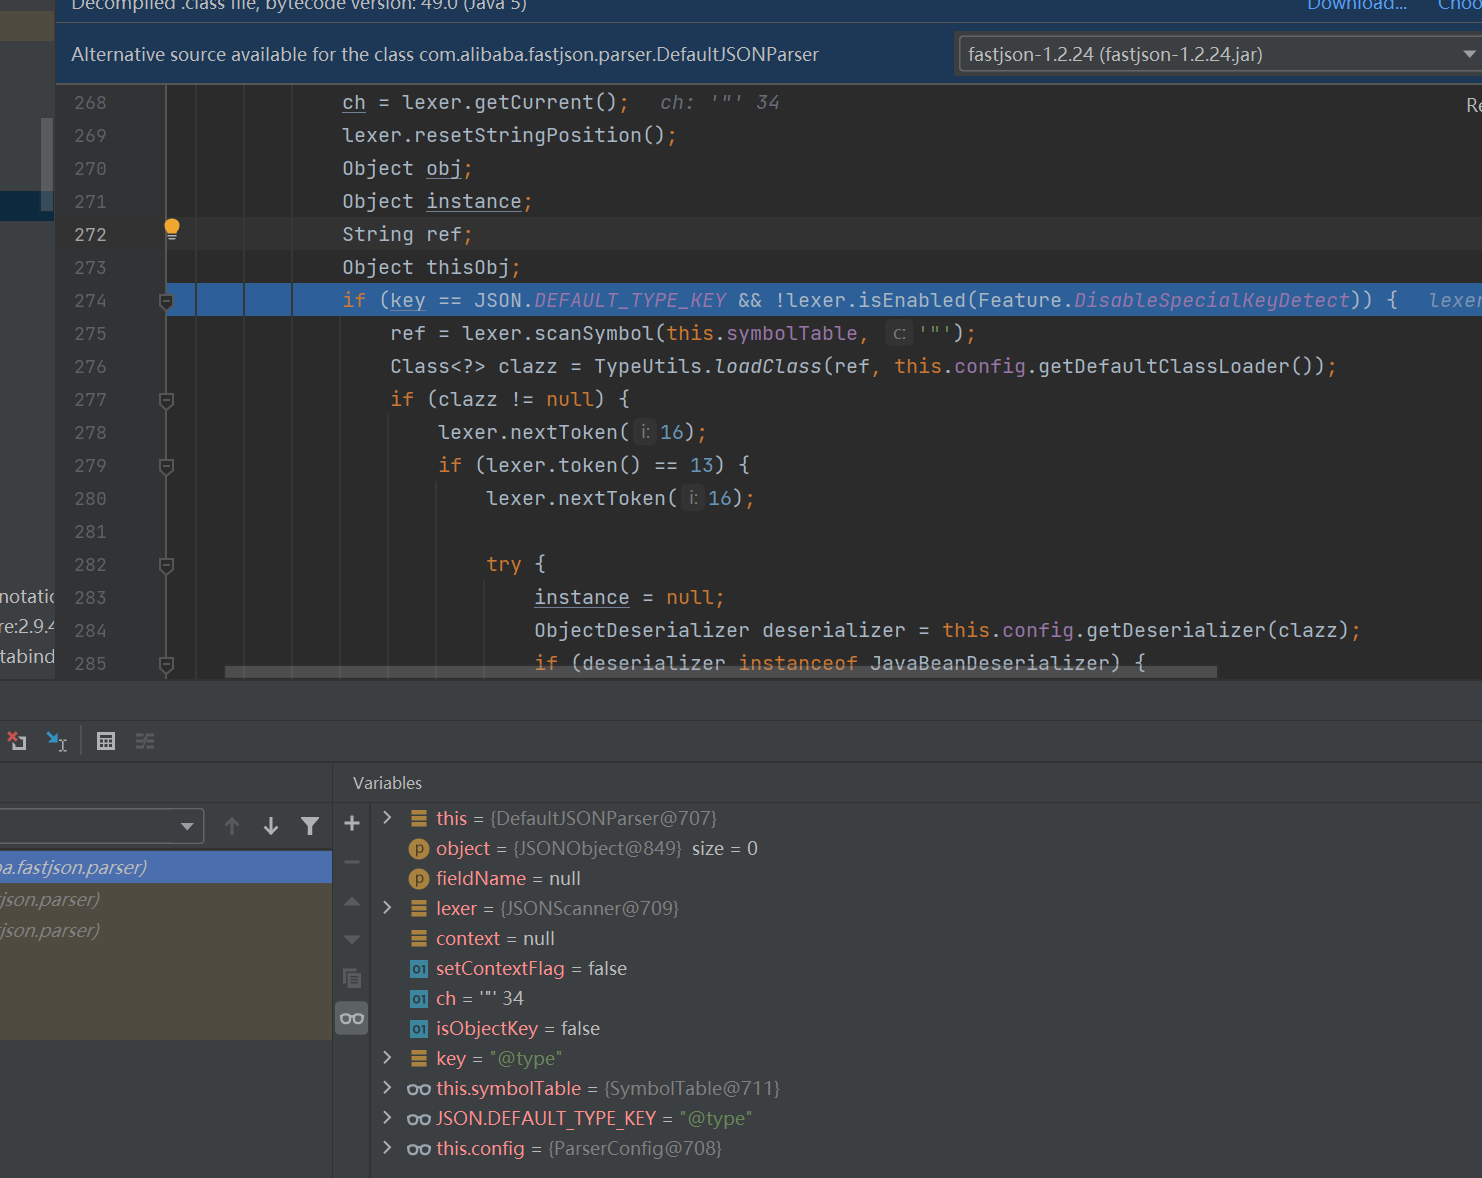 Decompiled .class file, bytecode version: 49.0 (Java 5) Download...
Alternative source available for the class com.alibaba.fastjson.parser.DefaultJSONParser fastjson-1.2.24 (fastjson-1.2.24.jar)
268 ch = lexer.getCurrent(); ch: '"' 34
269 lexer.resetStringPosition();
270 Object obj;
271 Object instance;
272 String ref;
273 Object thisObj;
274 if (key == JSON.DEFAULT_TYPE_KEY && !lexer.isEnabled(Feature.DisableSpecialKeyDetect)) { lexer
275 ref = lexer.scanSymbol(this.symbolTable, c: '"');
276 Class<?> clazz = TypeUtils.loadClass(ref, this.config.getDefaultClassLoader());
277 if (clazz != null) {
278 lexer.nextToken( i: 16);
279 if (lexer.token() == 13) {
280 lexer.nextToken( i: 16);
281
282 try {
283 instance = null;
284 ObjectDeserializer deserializer = this.config.getDeserializer(clazz);
285 if (deserializer instanceof JavaBeanDeserializer) {
notatio
re:2.9.4
tabind
Variables
this = {DefaultJSONParser@707}
object = {JSONObject@849} size = 0
fieldName = null
lexer = {JSONScanner@709}
context = null
setContextFlag = false
ch = '"' 34
isObjectKey = false
key = "@type"
this.symbolTable = {SymbolTable@711}
JSON.DEFAULT_TYPE_KEY = "@type"
this.config = {ParserConfig@708}
ba.fastjson.parser)
tjson.parser)
tjson.parser)